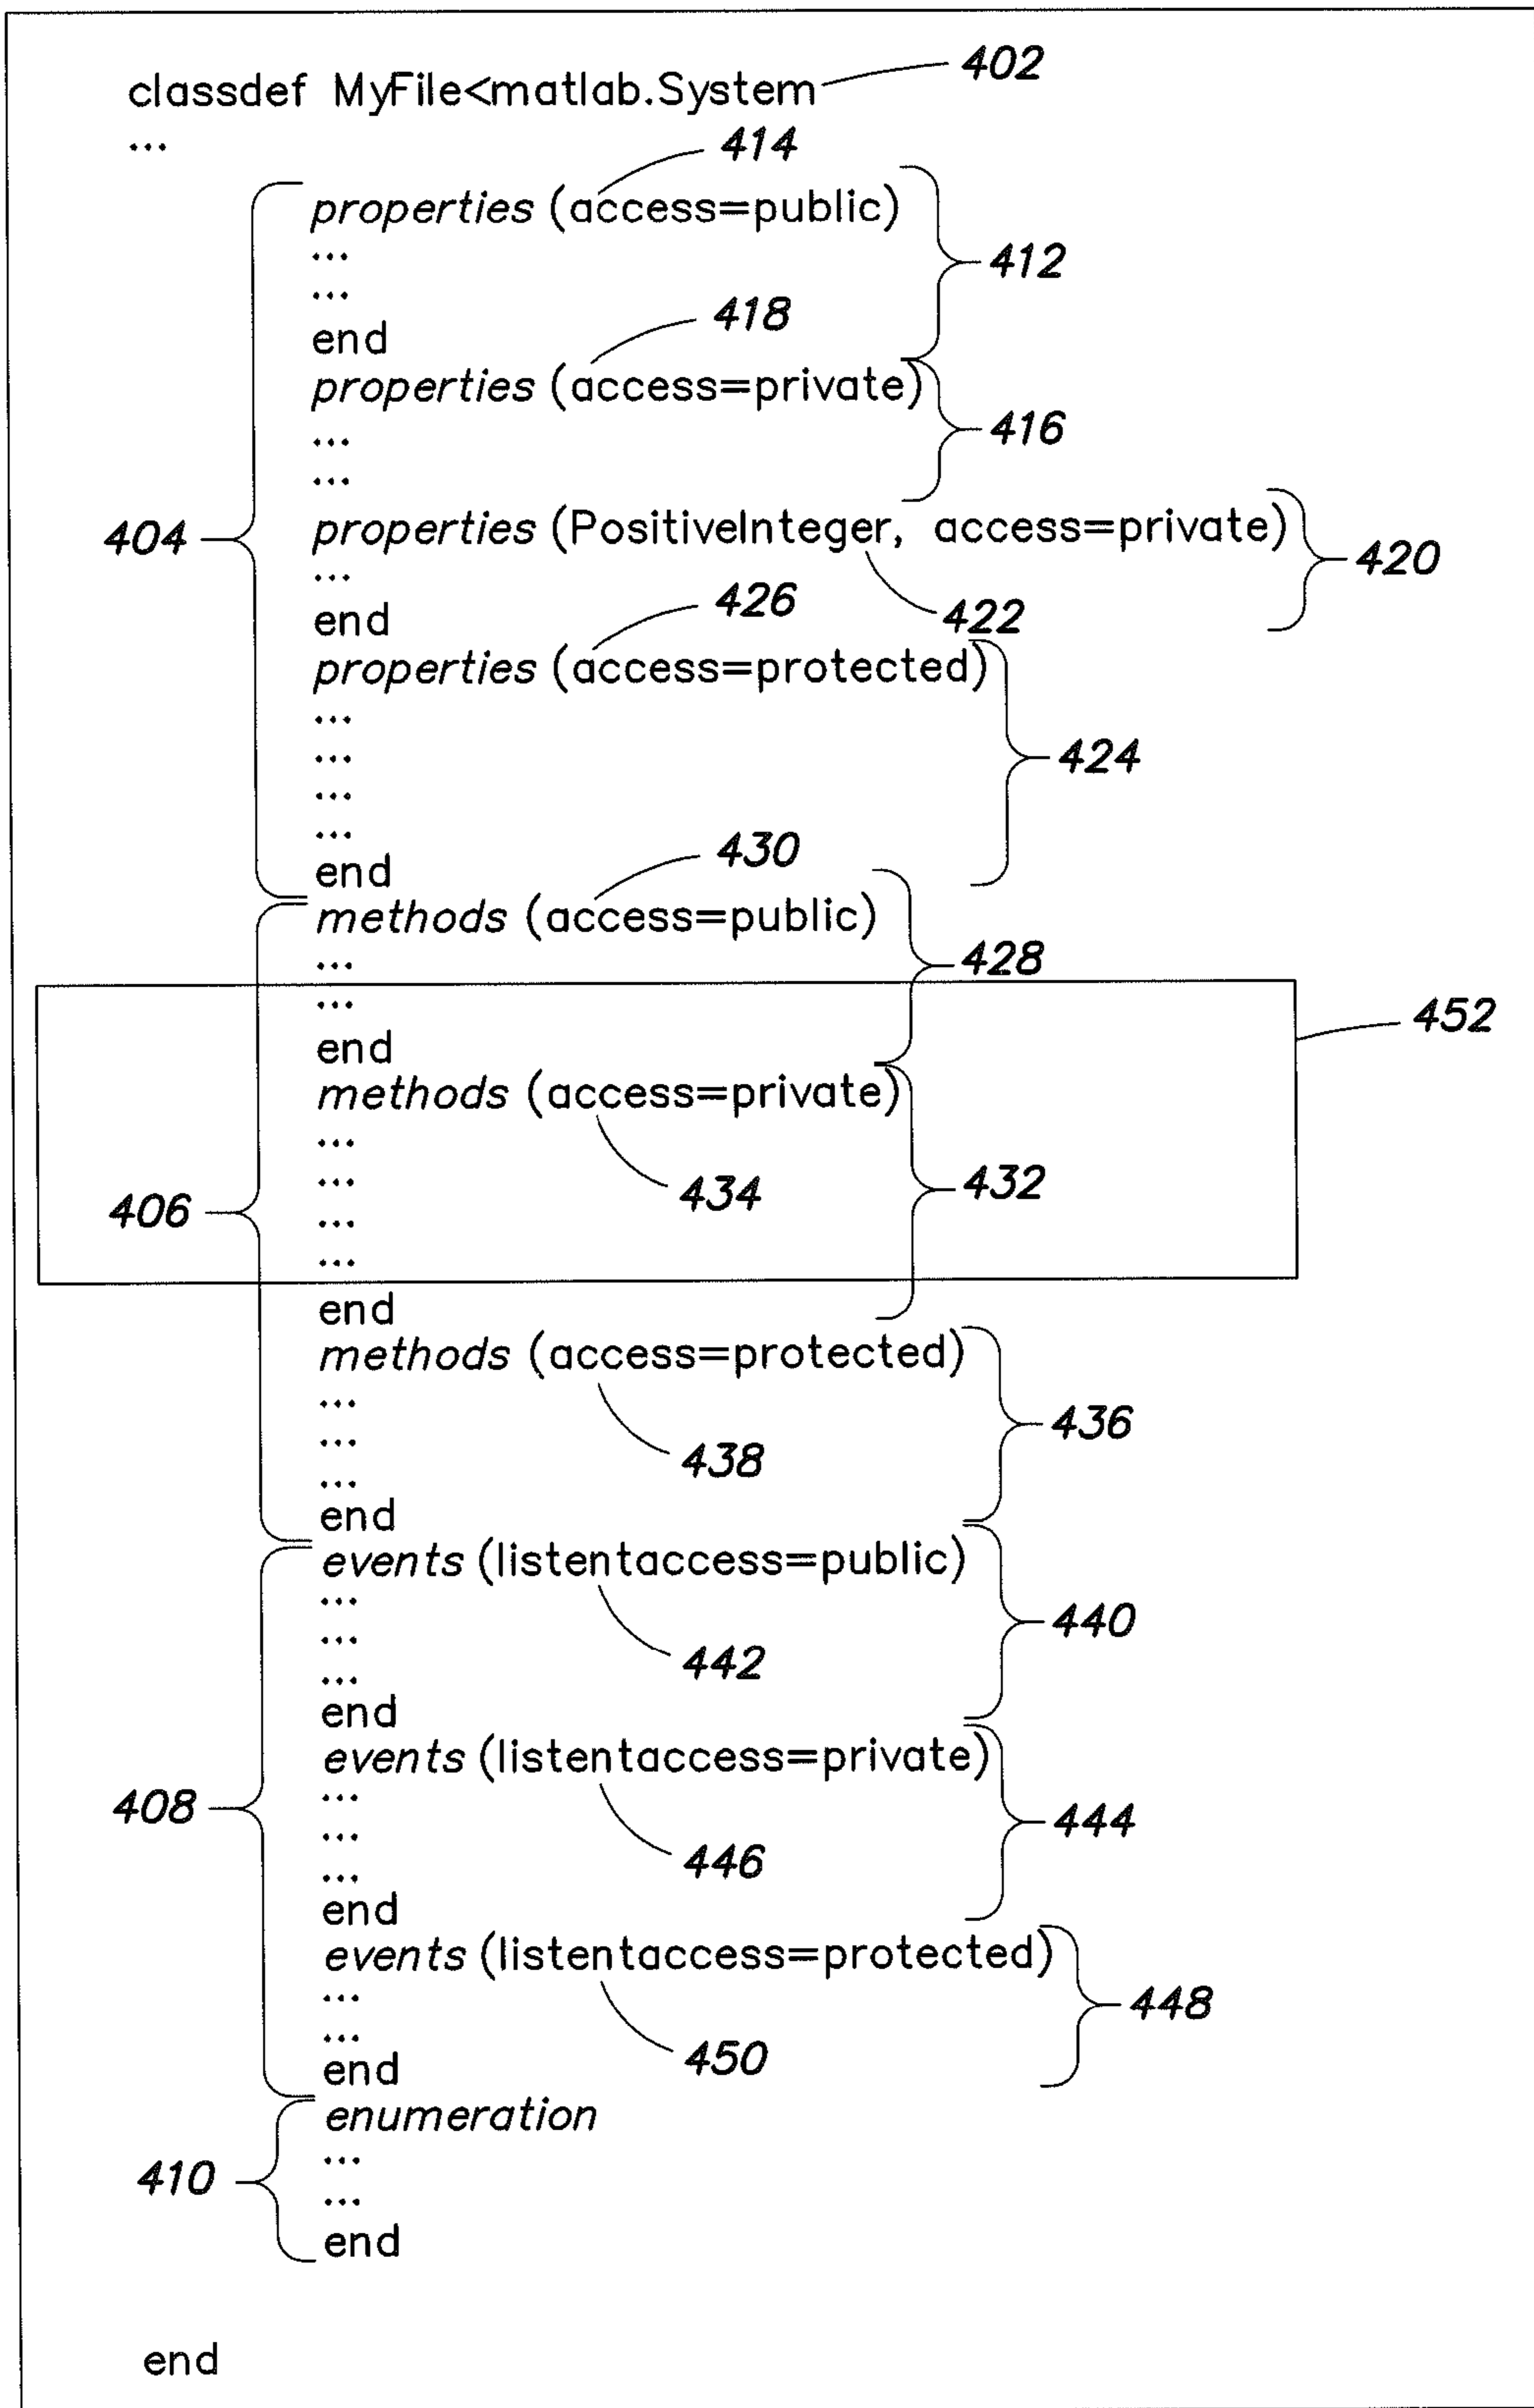 classdef MyFile<matlab.System 402
...
414
properties (access=public)
...
412
...
end
418
properties (access=private)
...
416
...
properties (PositiveInteger, access=private)
404
420
...
end
422
426
properties (access=protected)
...
...
424
...
...
end
430
methods (access=public)
...
428
...
452
end
methods (access=private)
...
...
434
432
406
...
...
end
methods (access=protected)
...
436
...
438
...
end
events (listentaccess=public)
...
440
...
442
...
end
events (listentaccess=private)
...
408
444
...
446
...
end
events (listentaccess=protected)
...
448
...
450
end
enumeration
...
410
...
end
end